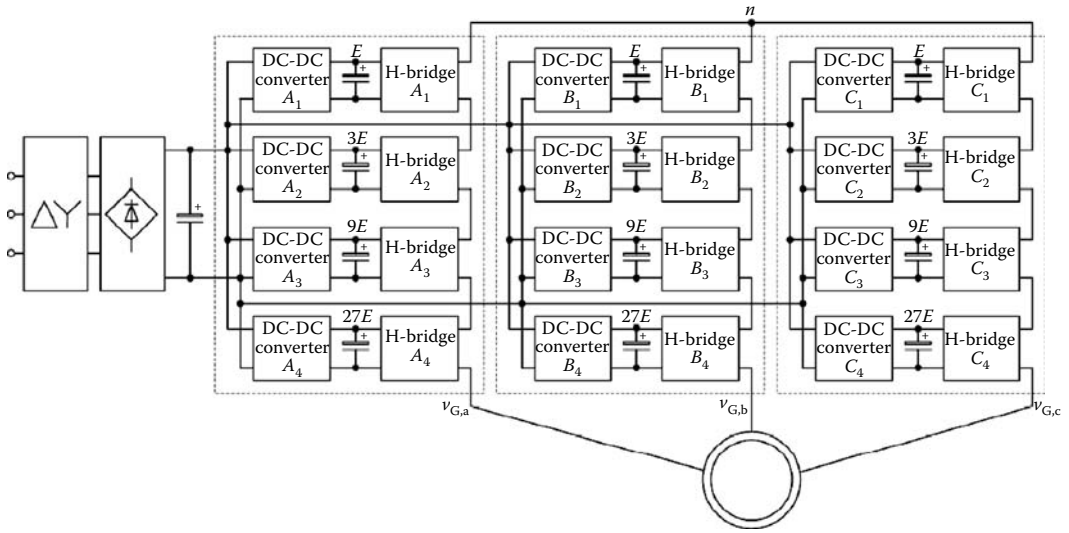 n
E
DC-DC
converter
A₁
+
H-bridge
A₁
3E
DC-DC
converter
A₂
+
H-bridge
A₂
9E
DC-DC
converter
A₃
+
H-bridge
A₃
27E
DC-DC
converter
A₄
+
H-bridge
A₄
E
DC-DC
converter
B₁
+
H-bridge
B₁
3E
DC-DC
converter
B₂
+
H-bridge
B₂
9E
DC-DC
converter
B₃
+
H-bridge
B₃
27E
DC-DC
converter
B₄
+
H-bridge
B₄
E
DC-DC
converter
C₁
+
H-bridge
C₁
3E
DC-DC
converter
C₂
+
H-bridge
C₂
9E
DC-DC
converter
C₃
+
H-bridge
C₃
27E
DC-DC
converter
C₄
+
H-bridge
C₄
ΔY
+
v_G,a
v_G,b
v_G,c